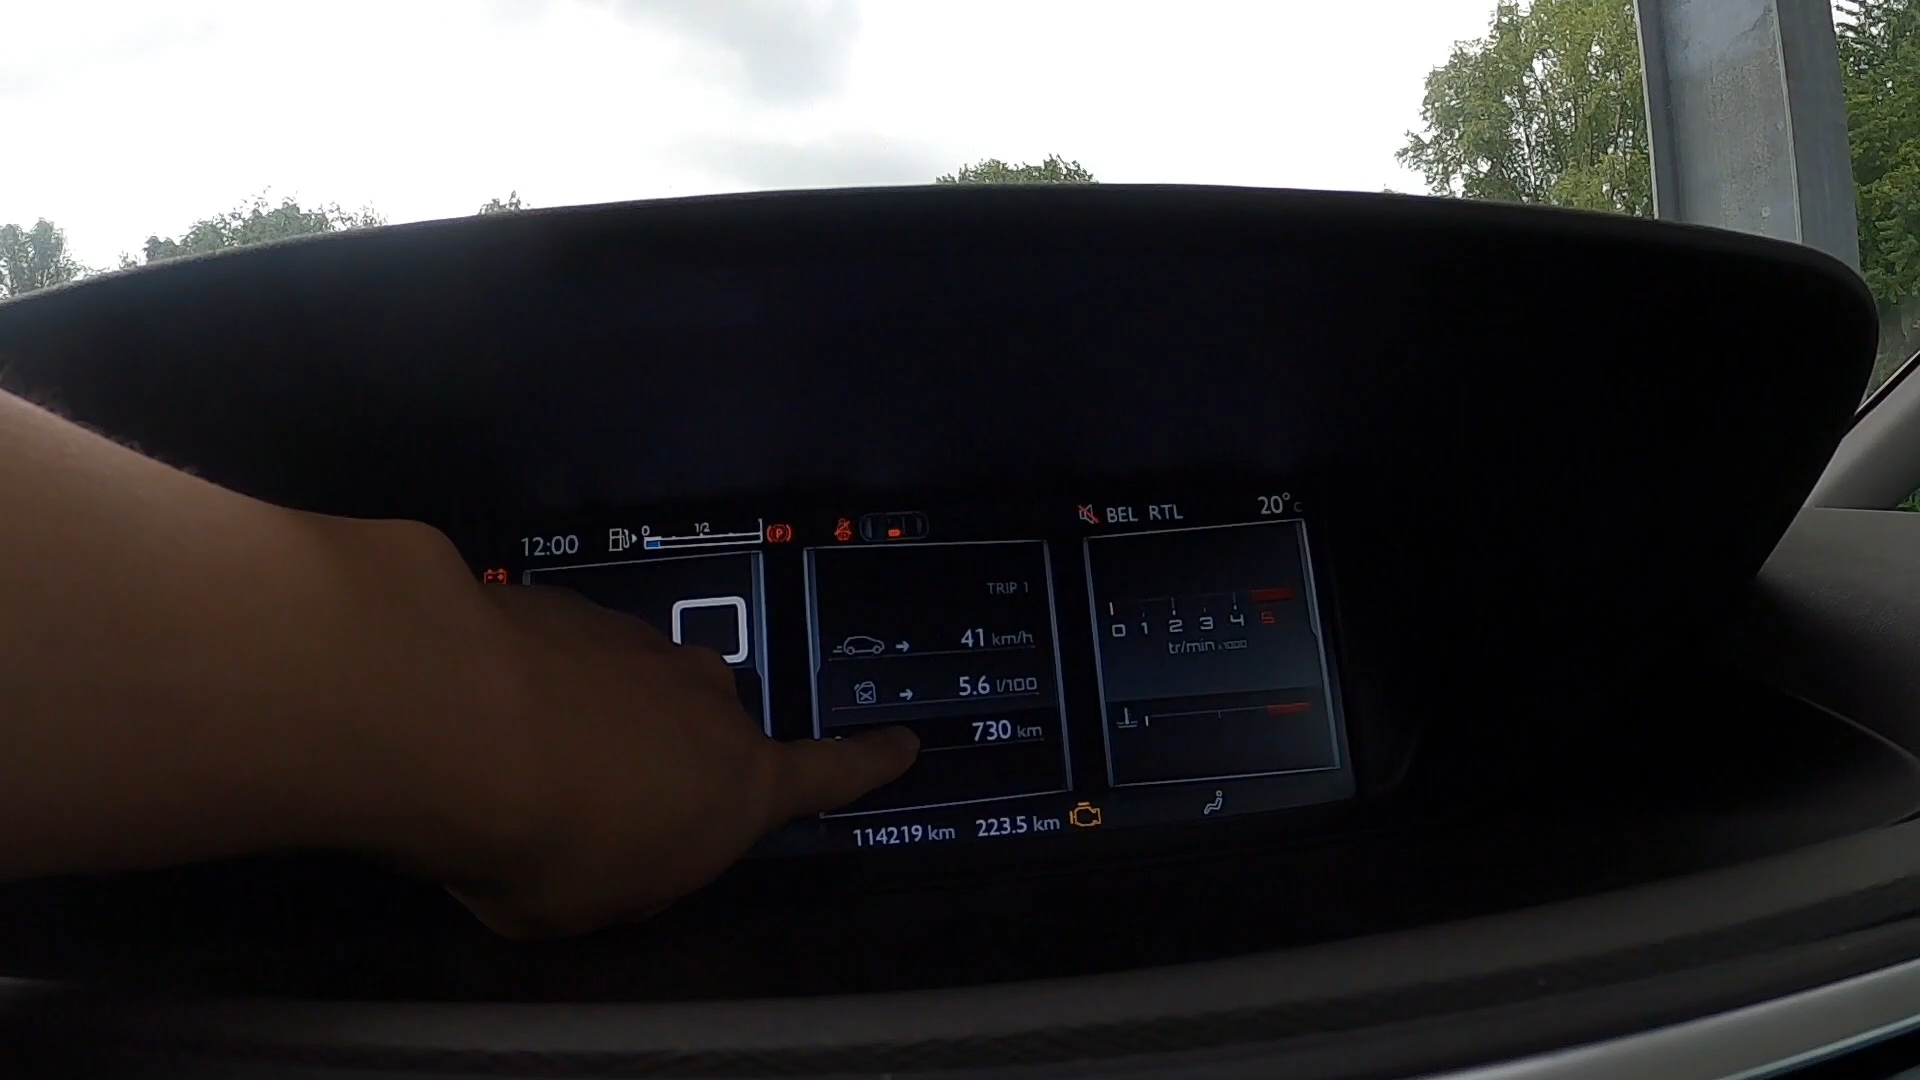 12:00
0 1/2 1
(P)
BEL RTL
20°C
TRIP 1
41 km/h
5.6 l/100
730 km
0 1 2 3 4 5
tr/min x1000
114219 km 223.5 km